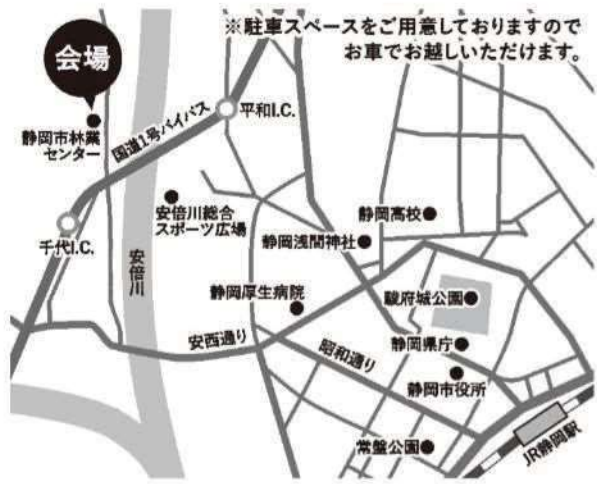 ※駐車スペースをご用意しておりますので
お車でお越しいただけます。
会場
静岡市林業
センター
国道1号バイパス
平和I.C.
千代I.C.
安倍川
安倍川総合
スポーツ広場
静岡高校
静岡浅間神社
静岡厚生病院
駿府城公園
安西通り
昭和通り
静岡県庁
静岡市役所
常盤公園
JR静岡駅